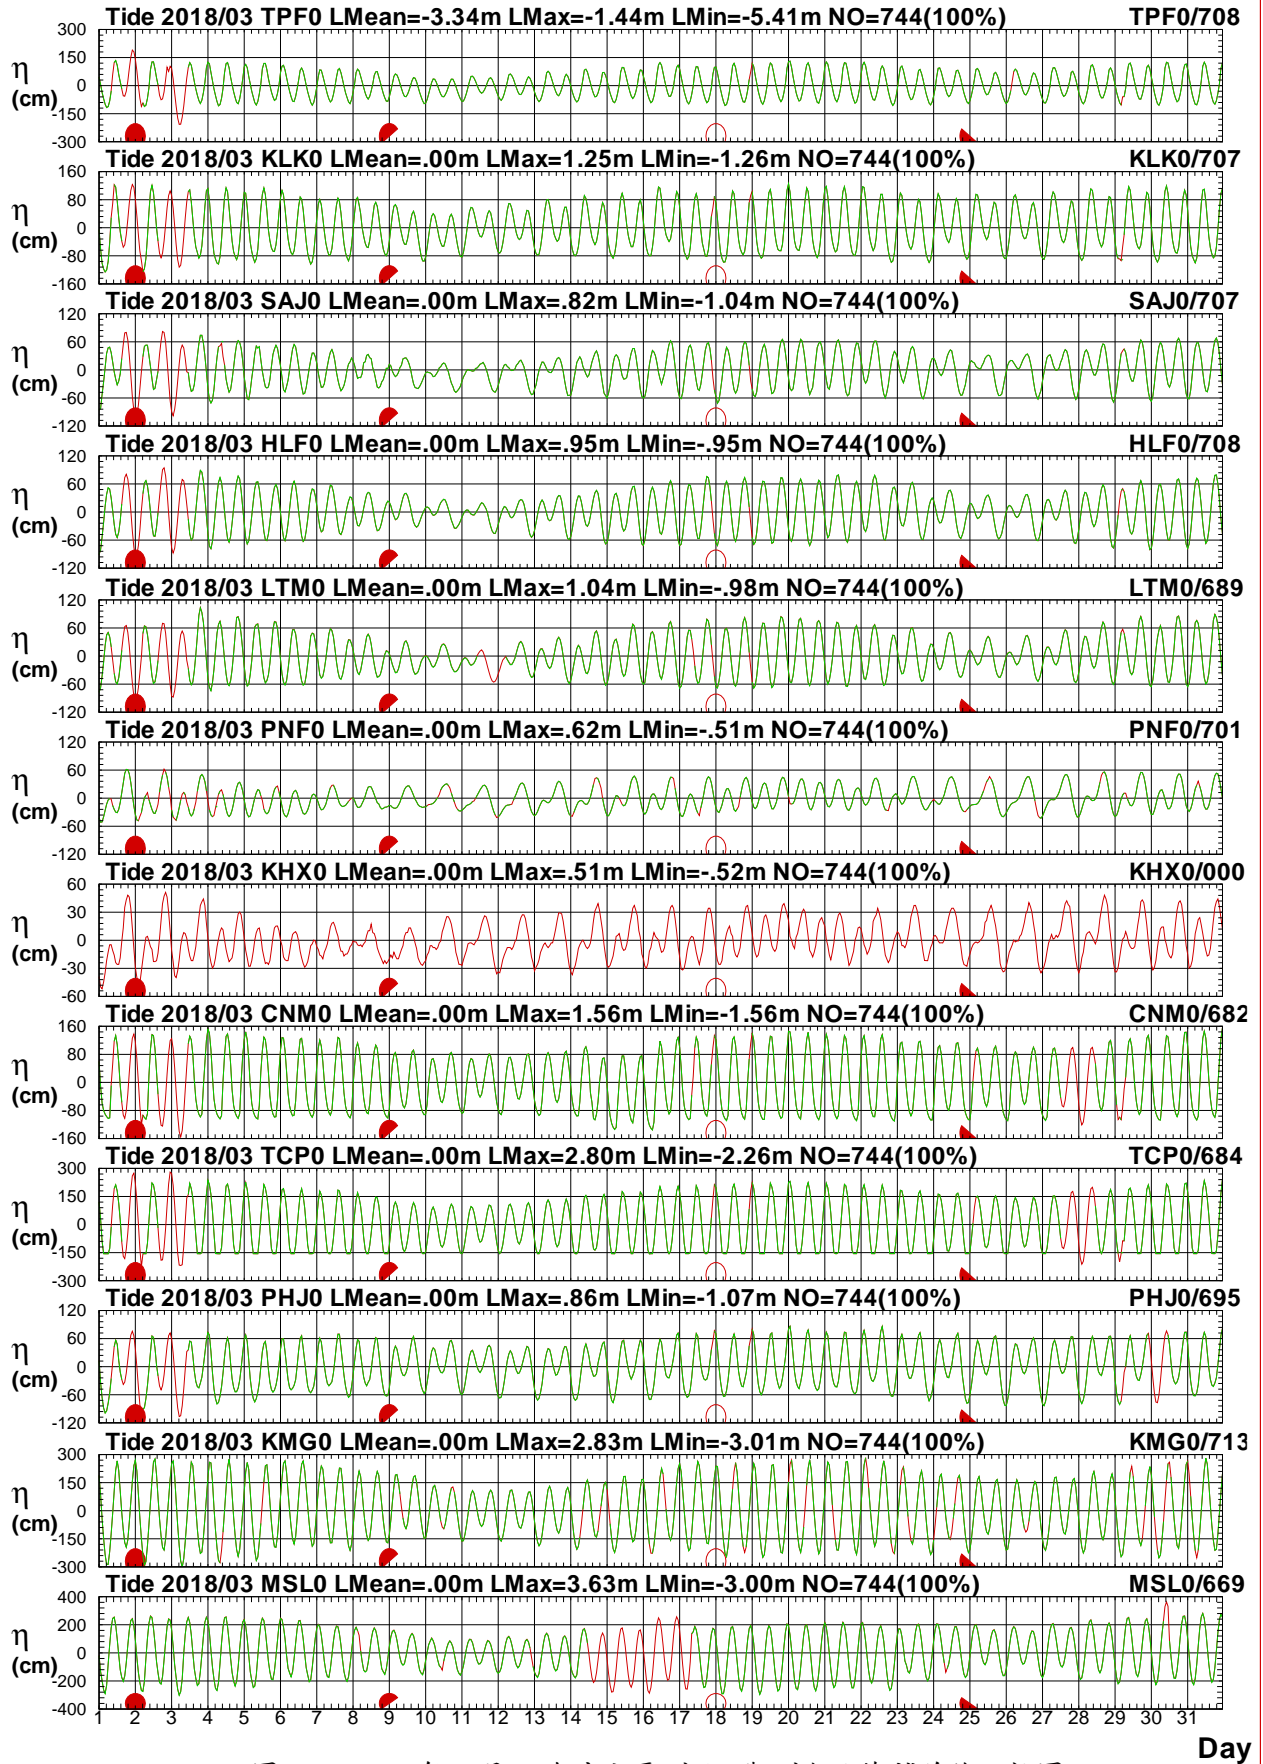 Tide 2018/03 TPF0 LMean=-3.34m LMax=-1.44m LMin=-5.41m NO=744(100%) TPF0/708
300
150
0
-150
-300
η
(cm)
Tide 2018/03 KLK0 LMean=.00m LMax=1.25m LMin=-1.26m NO=744(100%) KLK0/707
160
80
0
-80
-160
η
(cm)
Tide 2018/03 SAJ0 LMean=.00m LMax=.82m LMin=-1.04m NO=744(100%) SAJ0/707
120
60
0
-60
-120
η
(cm)
Tide 2018/03 HLF0 LMean=.00m LMax=.95m LMin=-.95m NO=744(100%) HLF0/708
120
60
0
-60
-120
η
(cm)
Tide 2018/03 LTM0 LMean=.00m LMax=1.04m LMin=-.98m NO=744(100%) LTM0/689
120
60
0
-60
-120
η
(cm)
Tide 2018/03 PNF0 LMean=.00m LMax=.62m LMin=-.51m NO=744(100%) PNF0/701
120
60
0
-60
-120
η
(cm)
Tide 2018/03 KHX0 LMean=.00m LMax=.51m LMin=-.52m NO=744(100%) KHX0/000
60
30
0
-30
-60
η
(cm)
Tide 2018/03 CNM0 LMean=.00m LMax=1.56m LMin=-1.56m NO=744(100%) CNM0/682
160
80
0
-80
-160
η
(cm)
Tide 2018/03 TCP0 LMean=.00m LMax=2.80m LMin=-2.26m NO=744(100%) TCP0/684
300
150
0
-150
-300
η
(cm)
Tide 2018/03 PHJ0 LMean=.00m LMax=.86m LMin=-1.07m NO=744(100%) PHJ0/695
120
60
0
-60
-120
η
(cm)
Tide 2018/03 KMG0 LMean=.00m LMax=2.83m LMin=-3.01m NO=744(100%) KMG0/713
300
150
0
-150
-300
η
(cm)
Tide 2018/03 MSL0 LMean=.00m LMax=3.63m LMin=-3.00m NO=744(100%) MSL0/669
400
200
0
-200
-400
η
(cm)
1 2 3 4 5 6 7 8 9 10 11 12 13 14 15 16 17 18 19 20 21 22 23 24 25 26 27 28 29 30 31
Day